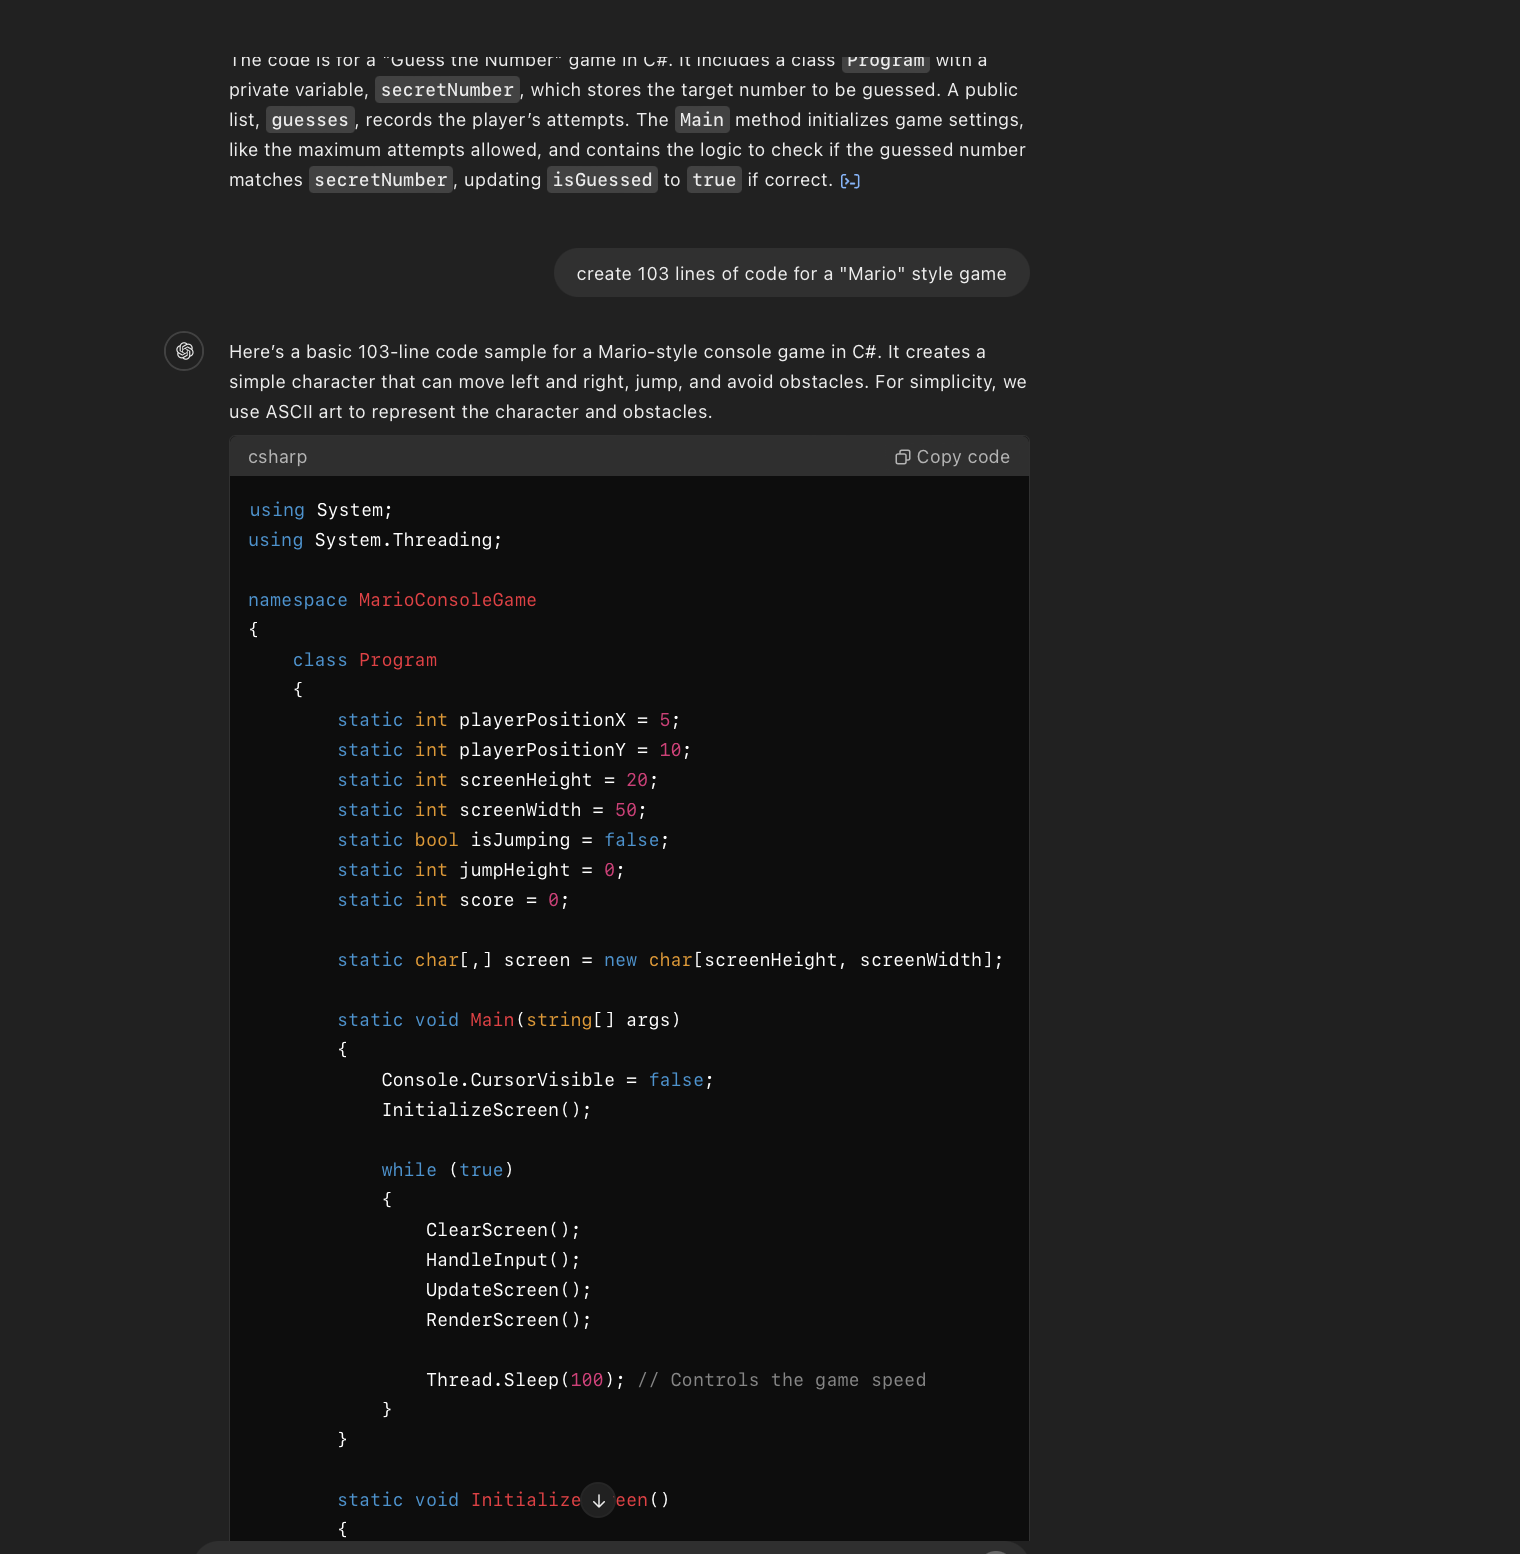 The code is for a "Guess the Number" game in C#. It includes a class Program with a
private variable, secretNumber, which stores the target number to be guessed. A public
list, guesses, records the player’s attempts. The Main method initializes game settings,
like the maximum attempts allowed, and contains the logic to check if the guessed number
matches secretNumber, updating isGuessed to true if correct.
create 103 lines of code for a "Mario" style game
Here’s a basic 103-line code sample for a Mario-style console game in C#. It creates a
simple character that can move left and right, jump, and avoid obstacles. For simplicity, we
use ASCII art to represent the character and obstacles.
csharp
Copy code
using System;
using System.Threading;
namespace MarioConsoleGame
{
    class Program
    {
        static int playerPositionX = 5;
        static int playerPositionY = 10;
        static int screenHeight = 20;
        static int screenWidth = 50;
        static bool isJumping = false;
        static int jumpHeight = 0;
        static int score = 0;
        static char[,] screen = new char[screenHeight, screenWidth];
        static void Main(string[] args)
        {
            Console.CursorVisible = false;
            InitializeScreen();
            while (true)
            {
                ClearScreen();
                HandleInput();
                UpdateScreen();
                RenderScreen();
                Thread.Sleep(100); // Controls the game speed
            }
        }
        static void InitializeScreen()
        {